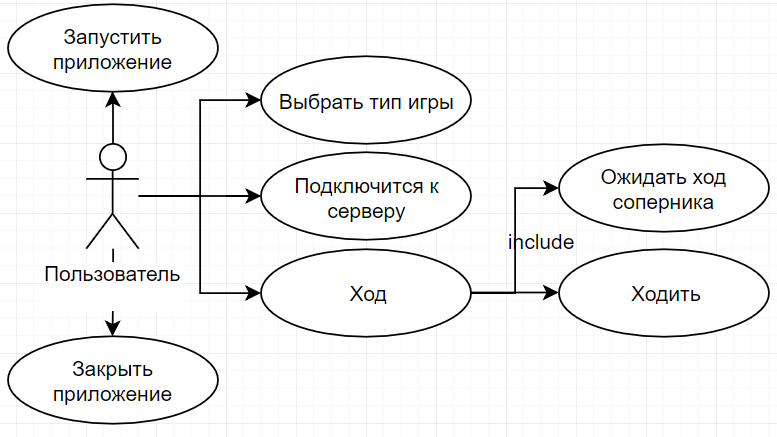 Запустить
приложение
Выбрать тип игры
Подключится к
серверу
Ожидать ход
соперника
include
Пользователь
Ход
Ходить
Закрыть
приложение